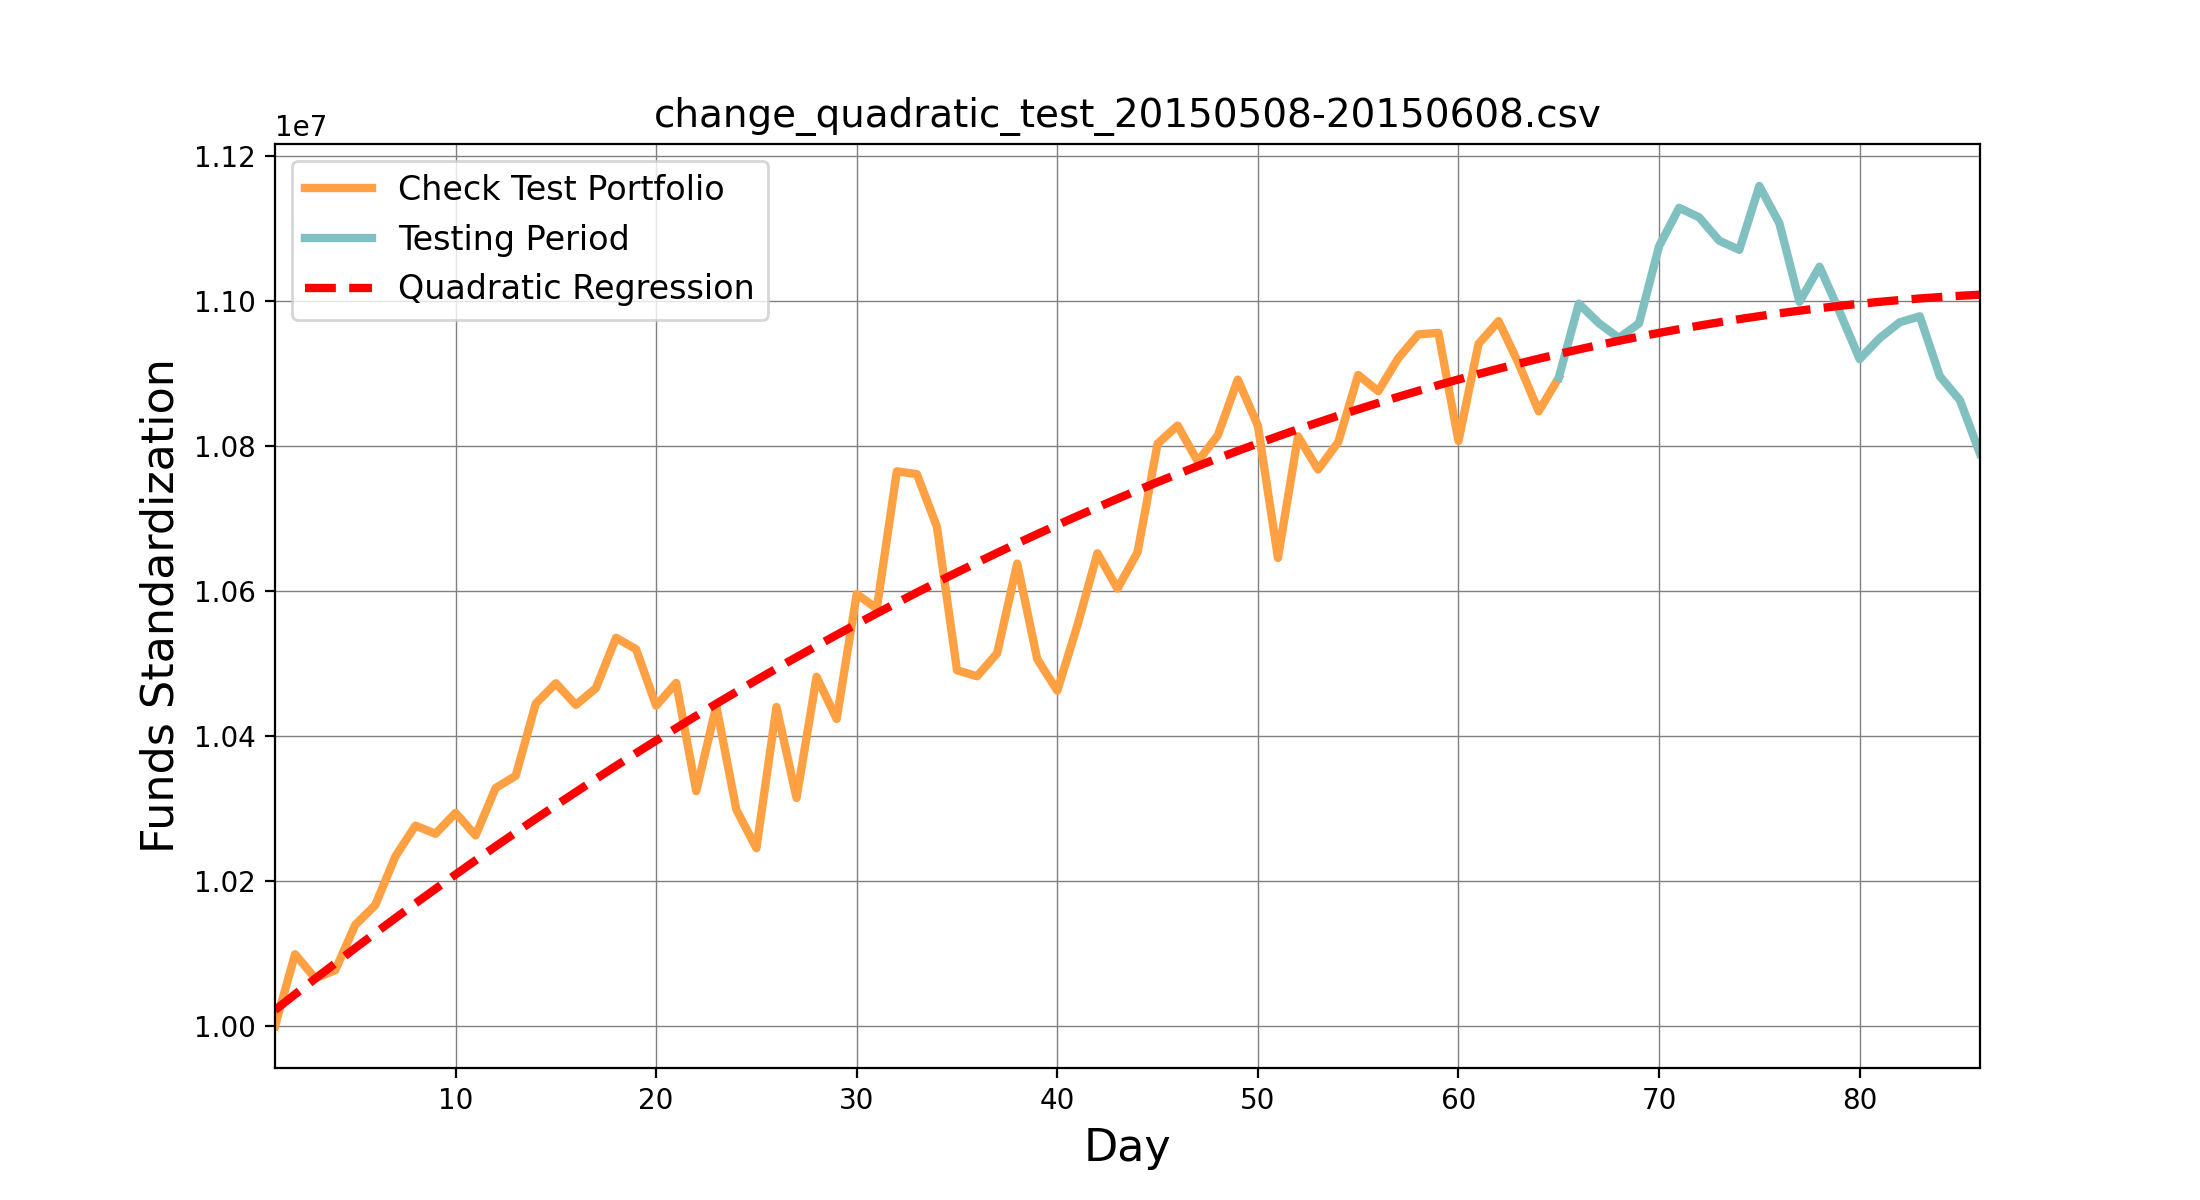 change_quadratic_test_20150508-20150608.csv
1e7
1.12
1.10
1.08
1.06
1.04
1.02
1.00
Funds Standardization
Check Test Portfolio
Testing Period
Quadratic Regression
10 20 30 40 50 60 70 80
Day